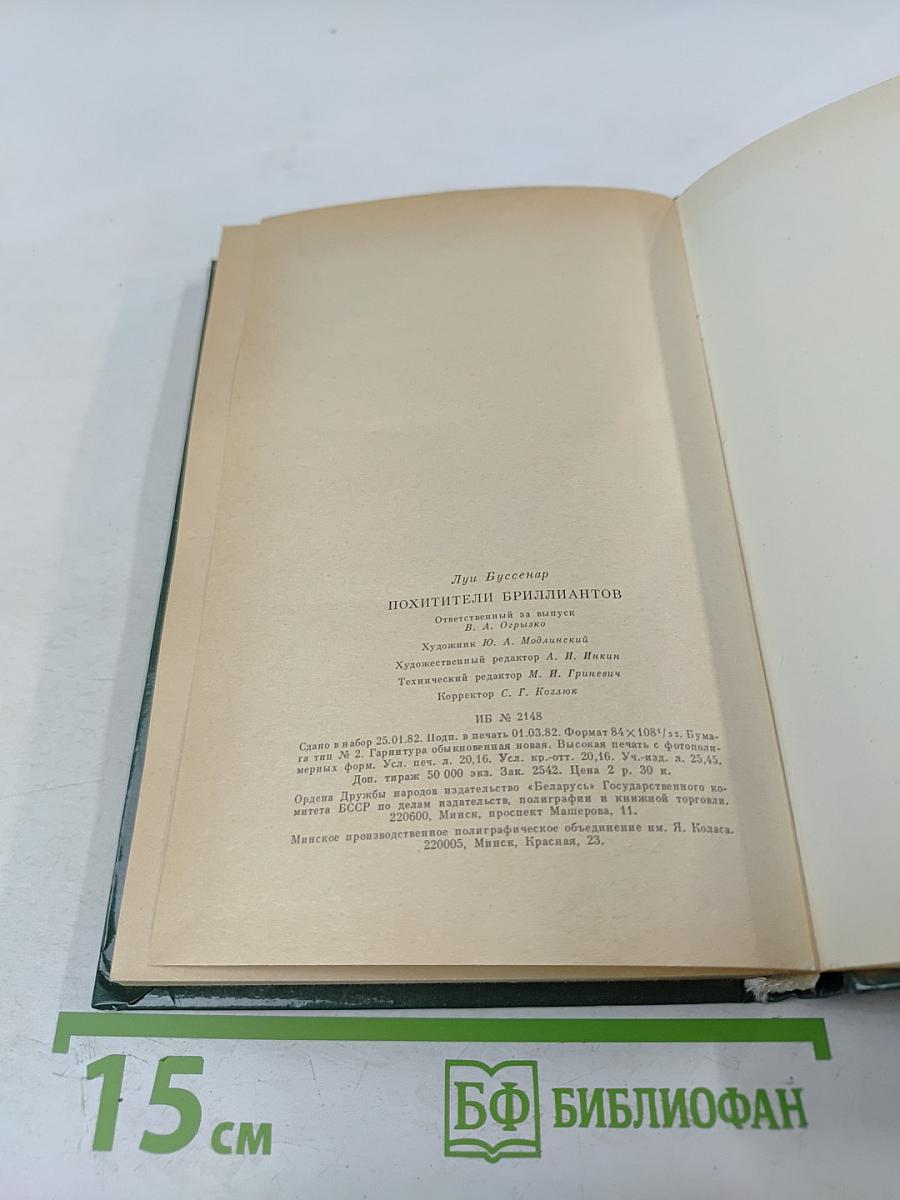 Луи Буссенар
ПОХИТИТЕЛИ БРИЛЛИАНТОВ
Ответственный за выпуск
В. А. Огрызко
Художник Ю. А. Модлинский
Художественный редактор А. И. Инкин
Технический редактор М. И. Гриневич
Корректор С. Г. Козлюк
ИБ № 2148
Сдано в набор 25.01.82. Подп. в печать 01.03.82. Формат 84×108¹/₃₂. Бума-
га тип № 2. Гарнитура обыкновенная новая. Высокая печать с фотополи-
мерных форм. Усл. печ. л. 20,16. Усл. кр.-отт. 20,16. Уч.-изд. л. 25,45.
Доп. тираж 50 000 экз. Зак. 2542. Цена 2 р. 30 к.
Ордена Дружбы народов издательство «Беларусь» Государственного ко-
митета БССР по делам издательств, полиграфии и книжной торговли.
220600, Минск, проспект Машерова, 11.
Минское производственное полиграфическое объединение им. Я. Коласа.
220005, Минск, Красная, 23.
15 см
БФ БИБЛИОФАН